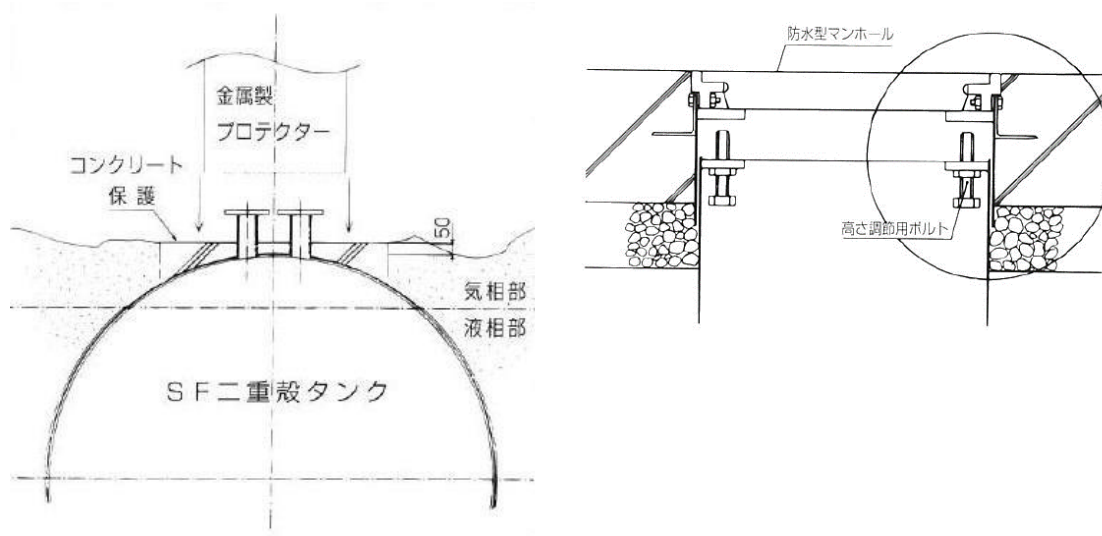 金属製
プロテクター
コンクリート
保護
50
気相部
液相部
SF二重殻タンク
防水型マンホール
高さ調節用ボルト